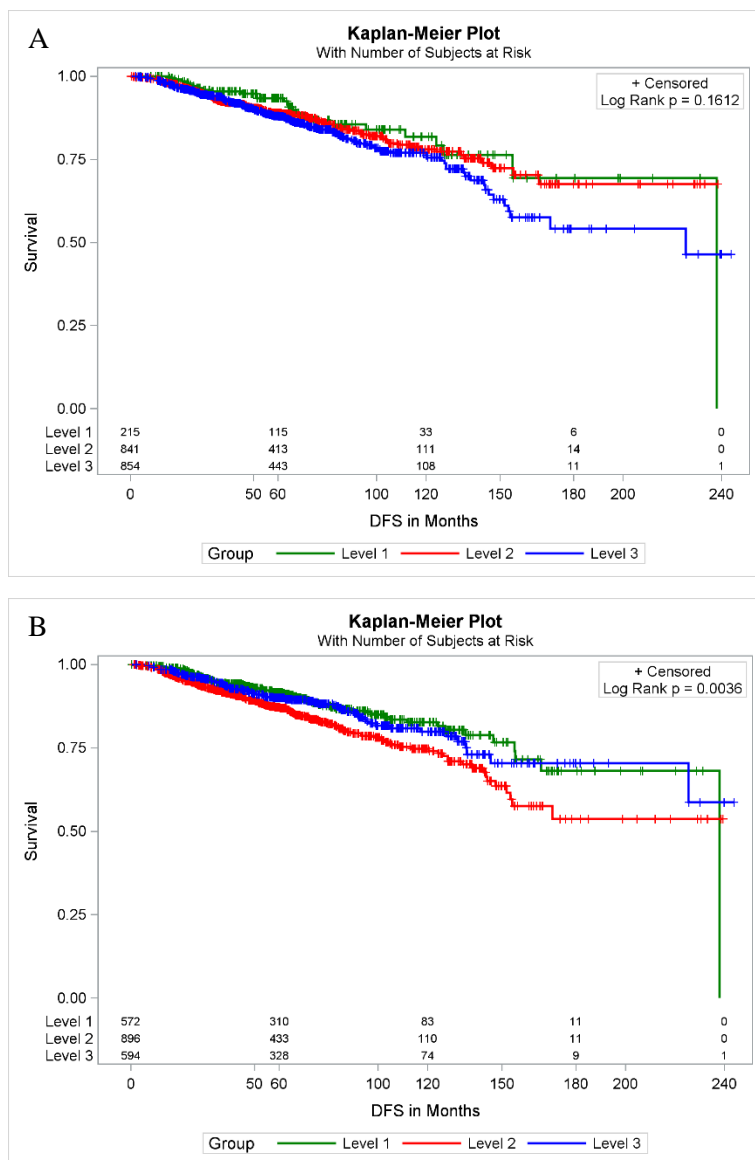 A
Kaplan-Meier Plot
With Number of Subjects at Risk
+ Censored
Log Rank p = 0.1612
1.00
0.75
0.50
0.25
0.00
Survival
Level 1 215 115 33 6 0
Level 2 841 413 111 14 0
Level 3 854 443 108 11 1
0 50 60 100 120 150 180 200 240
DFS in Months
Group Level 1 Level 2 Level 3
B
Kaplan-Meier Plot
With Number of Subjects at Risk
+ Censored
Log Rank p = 0.0036
1.00
0.75
0.50
0.25
0.00
Survival
Level 1 572 310 83 11 0
Level 2 896 433 110 11 0
Level 3 594 328 74 9 1
0 50 60 100 120 150 180 200 240
DFS in Months
Group Level 1 Level 2 Level 3